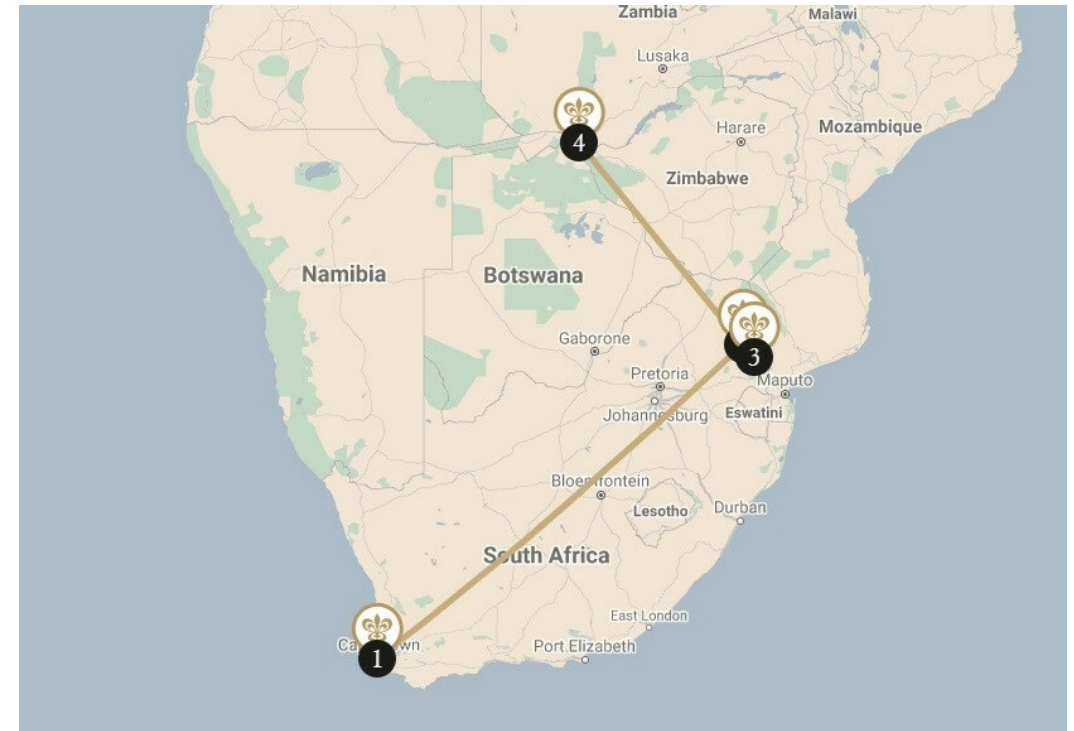 Zambia
Malawi
Lusaka
4
Harare
Mozambique
Zimbabwe
Namibia
Botswana
Gaborone
3
Pretoria
Maputo
Johannesburg
Eswatini
Bloemfontein
Lesotho
Durban
South Africa
East London
Port Elizabeth
1